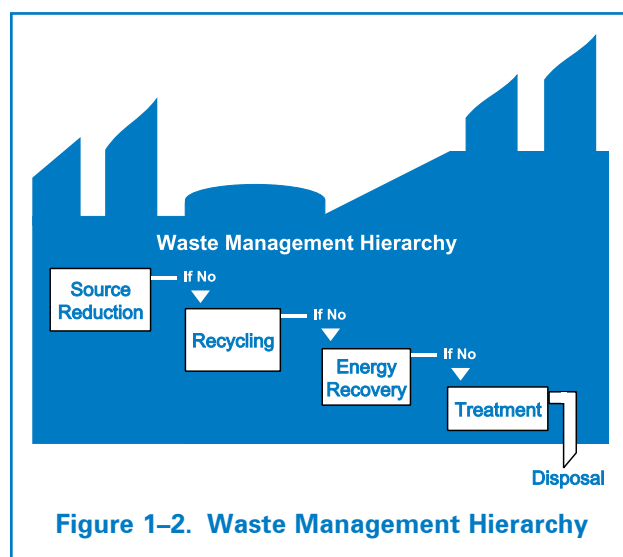 Waste Management Hierarchy
Source
Reduction
If No
Recycling
If No
Energy
Recovery
If No
Treatment
Disposal
Figure 1–2. Waste Management Hierarchy